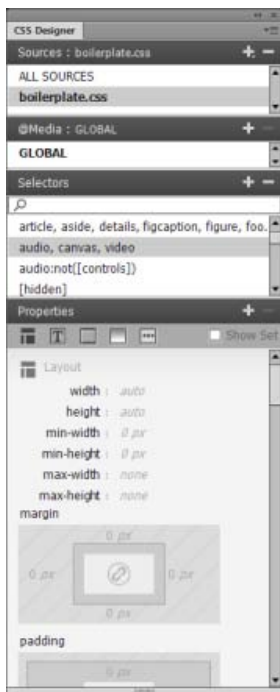 CSS Designer
Sources : boilerplate.css
ALL SOURCES
boilerplate.css
@Media : GLOBAL
GLOBAL
Selectors
article, aside, details, figcaption, figure, foo.
audio, canvas, video
audio:not([controls])
[hidden]
Properties
T
Show Set
Layout
width : auto
height : auto
min-width : 0 px
min-height : 0 px
max-width : none
max-height : none
margin
0 px
0 px 0 px
0 px
padding
0 px